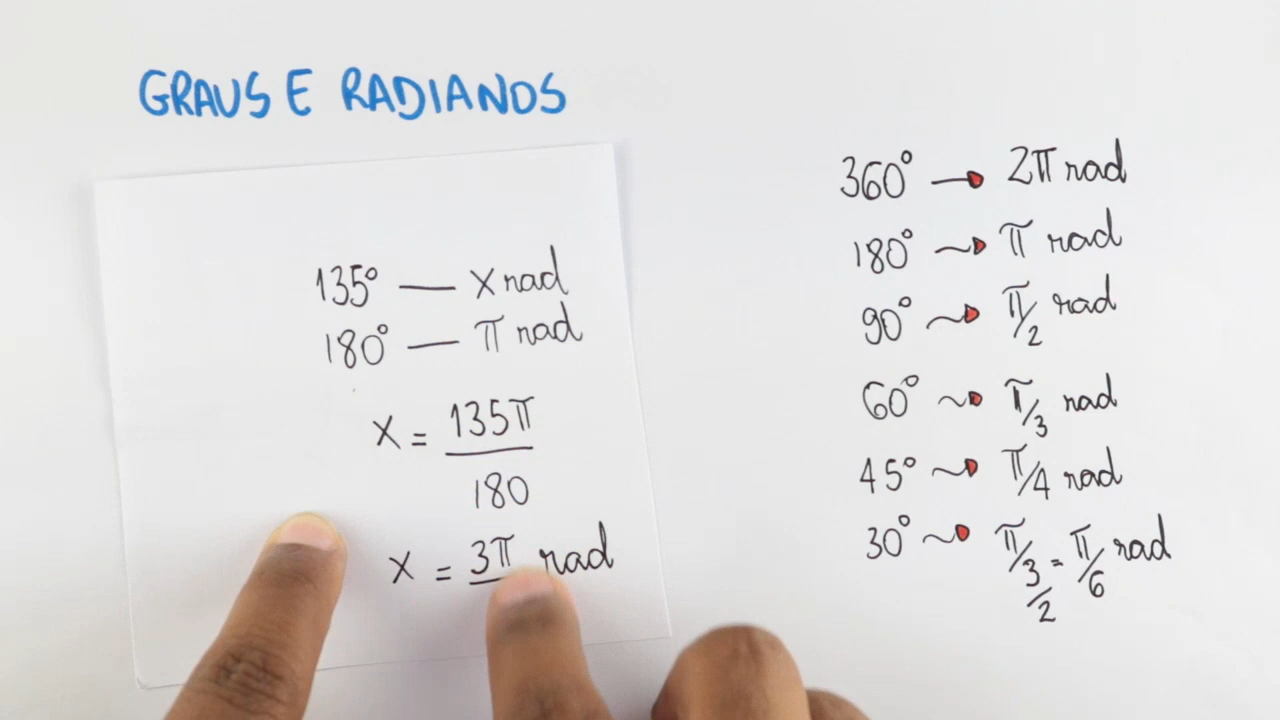 GRAUS E RADIANOS
135° — x rad
180° — π rad
x = 135π/180
x = 3π rad
360° → 2π rad
180° → π rad
90° → π/2 rad
60° → π/3 rad
45° → π/4 rad
30° → π/3/2 = π/6 rad